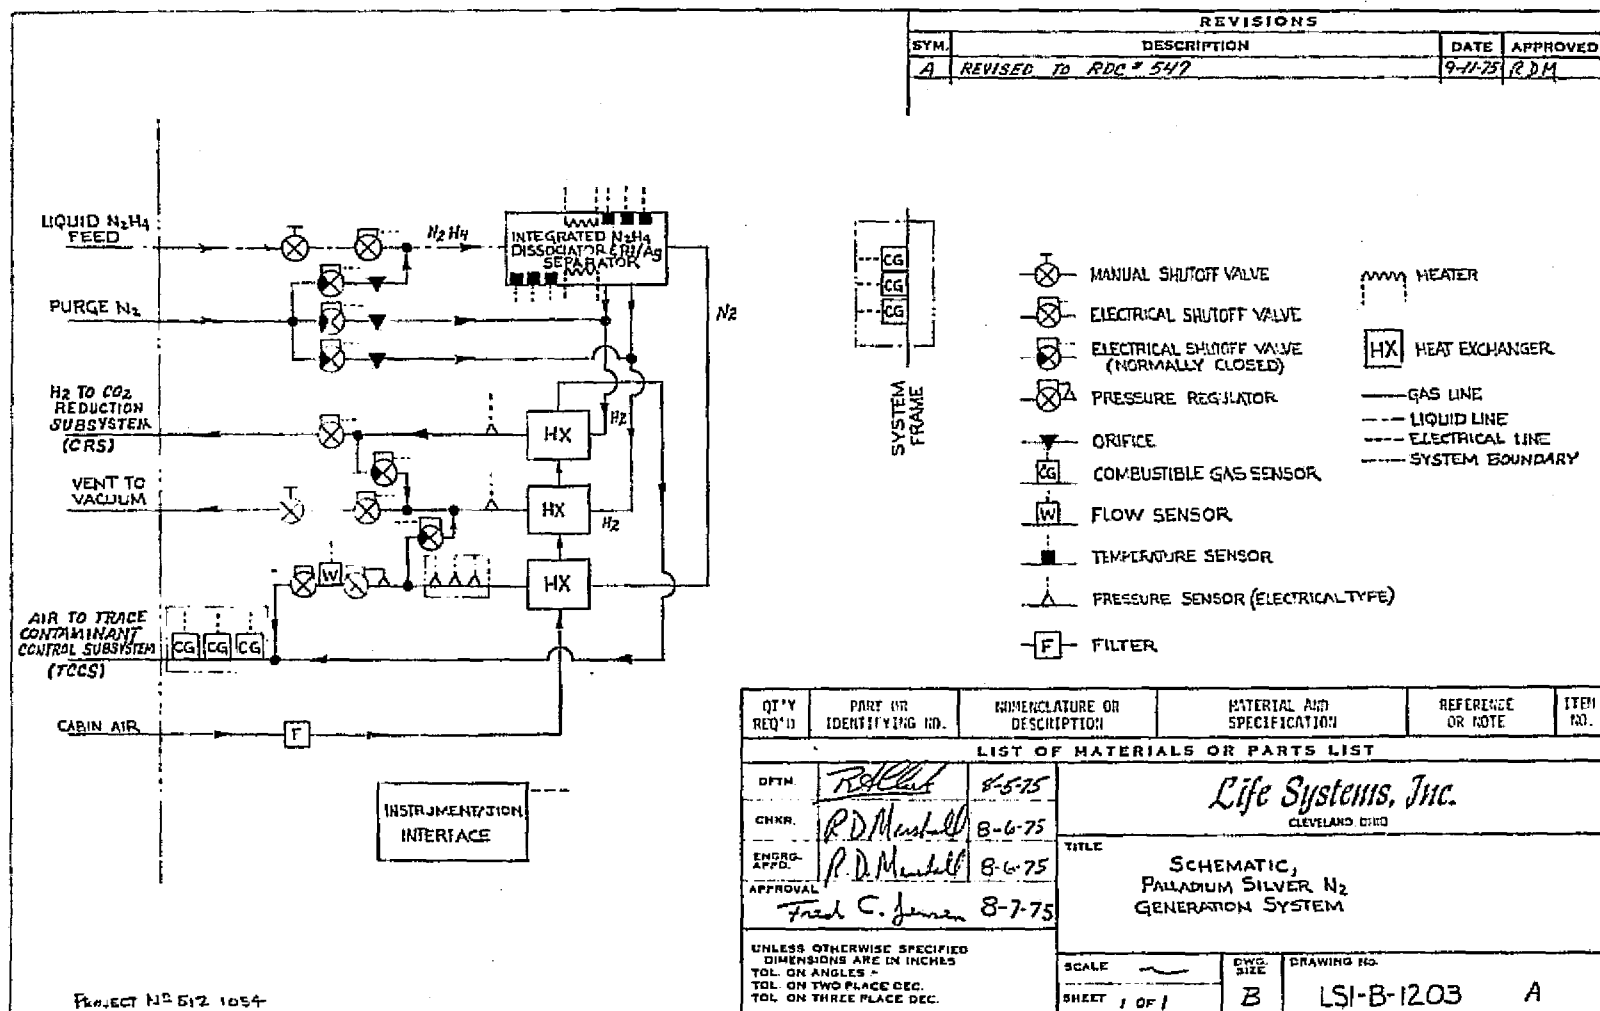 REVISIONS
SYM. DESCRIPTION DATE APPROVED
A REVISED TO RDC # 547 9-11-75 RDM
LIQUID N2H4
FEED
N2H4
INTEGRATED N2H4
DISSOCIATOR & Pd/Ag
SEPARATOR
PURGE N2
N2
H2 TO CO2
REDUCTION
SUBSYSTEM
(CRS)
H2
HX
VENT TO
VACUUM
HX
H2
W
HX
AIR TO TRACE
CONTAMINANT
CONTROL SUBSYSTEM
(TCCS)
CG CG CG
CABIN AIR
F
INSTRUMENTATION
INTERFACE
CG
CG
CG
SYSTEM
FRAME
MANUAL SHUTOFF VALVE
ELECTRICAL SHUTOFF VALVE
ELECTRICAL SHUTOFF VALVE
(NORMALLY CLOSED)
PRESSURE REGULATOR
ORIFICE
CG COMBUSTIBLE GAS SENSOR
W FLOW SENSOR
TEMPERATURE SENSOR
PRESSURE SENSOR (ELECTRICAL TYPE)
F FILTER
HEATER
HX HEAT EXCHANGER
GAS LINE
LIQUID LINE
ELECTRICAL LINE
SYSTEM BOUNDARY
QT'Y
REQ'D
PART OR
IDENTIFYING NO.
NOMENCLATURE OR
DESCRIPTION
MATERIAL AND
SPECIFICATION
REFERENCE
OR NOTE
ITEM
NO.
LIST OF MATERIALS OR PARTS LIST
DFTN. 8-5-75
CHKR. R.D. Marshall 8-6-75
ENGRG.
APPD. R.D. Marshall 8-6-75
APPROVAL
Fred C. Jensen 8-7-75
Life Systems, Inc.
CLEVELAND, OHIO
TITLE
SCHEMATIC,
PALLADIUM SILVER N2
GENERATION SYSTEM
UNLESS OTHERWISE SPECIFIED
DIMENSIONS ARE IN INCHES
TOL. ON ANGLES -
TOL. ON TWO PLACE DEC.
TOL. ON THREE PLACE DEC.
SCALE
DWG.
SIZE
B
DRAWING NO.
LSI-B-1203 A
SHEET 1 OF 1
PROJECT No 512 1054